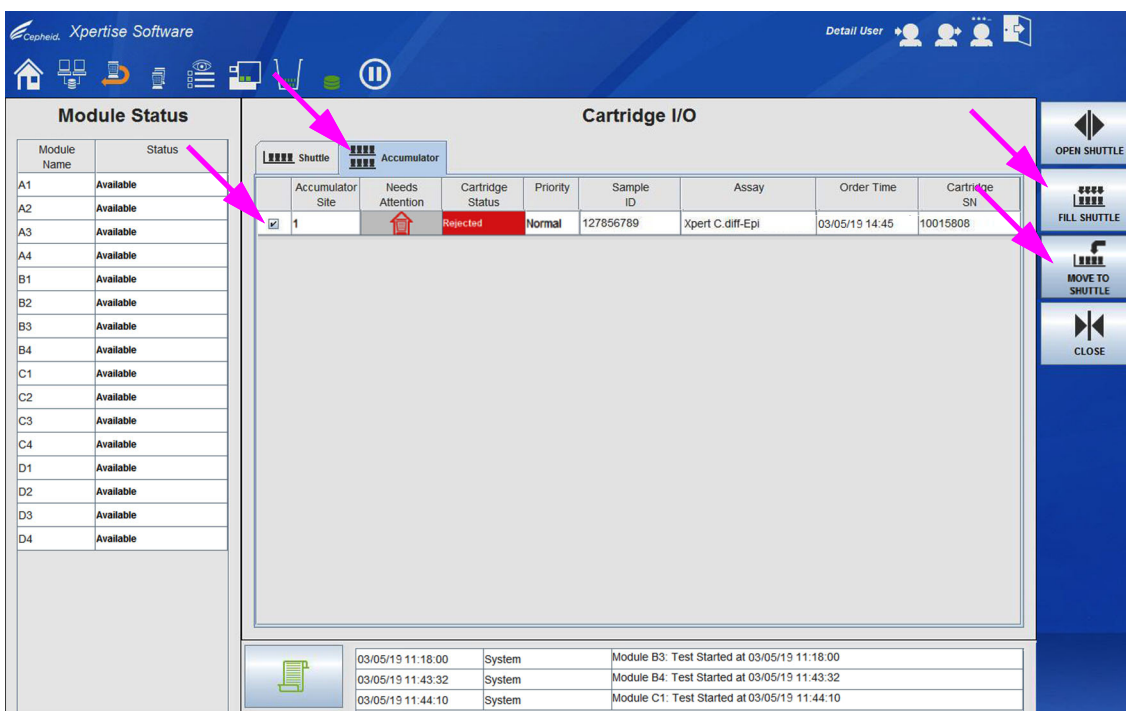 Cepheid. Xpertise Software
Detail User
Module Status
Cartridge I/O
Module Name
Status
A1 Available
A2 Available
A3 Available
A4 Available
B1 Available
B2 Available
B3 Available
B4 Available
C1 Available
C2 Available
C3 Available
C4 Available
D1 Available
D2 Available
D3 Available
D4 Available
Shuttle
Accumulator
Accumulator Site
Needs Attention
Cartridge Status
Priority
Sample ID
Assay
Order Time
Cartridge SN
1 Rejected Normal 127856789 Xpert C.diff-Epi 03/05/19 14:45 10015808
OPEN SHUTTLE
FILL SHUTTLE
MOVE TO
SHUTTLE
CLOSE
03/05/19 11:18:00 System Module B3: Test Started at 03/05/19 11:18:00
03/05/19 11:43:32 System Module B4: Test Started at 03/05/19 11:43:32
03/05/19 11:44:10 System Module C1: Test Started at 03/05/19 11:44:10